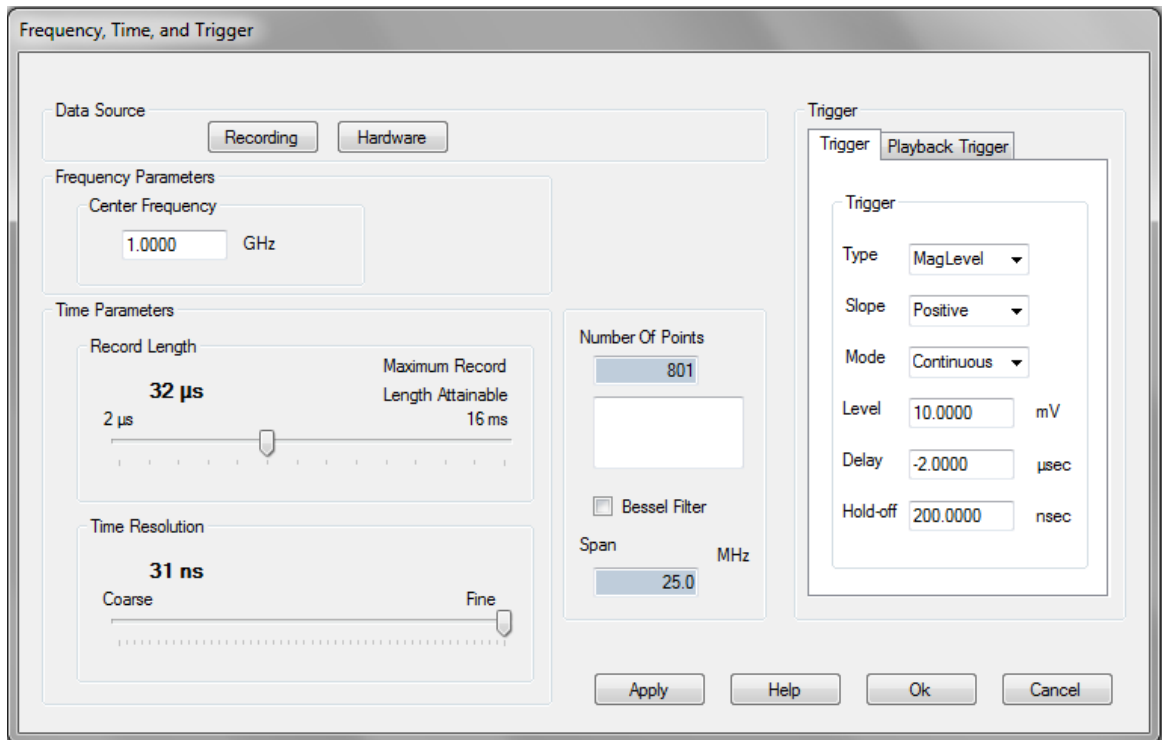 Frequency, Time, and Trigger
Data Source
Recording Hardware
Frequency Parameters
Center Frequency
1.0000 GHz
Time Parameters
Record Length
32 µs
Maximum Record
Length Attainable
2 µs 16 ms
Time Resolution
31 ns
Coarse Fine
Number Of Points
801
Bessel Filter
Span MHz
25.0
Trigger
Trigger Playback Trigger
Trigger
Type MagLevel
Slope Positive
Mode Continuous
Level 10.0000 mV
Delay -2.0000 µsec
Hold-off 200.0000 nsec
Apply Help Ok Cancel